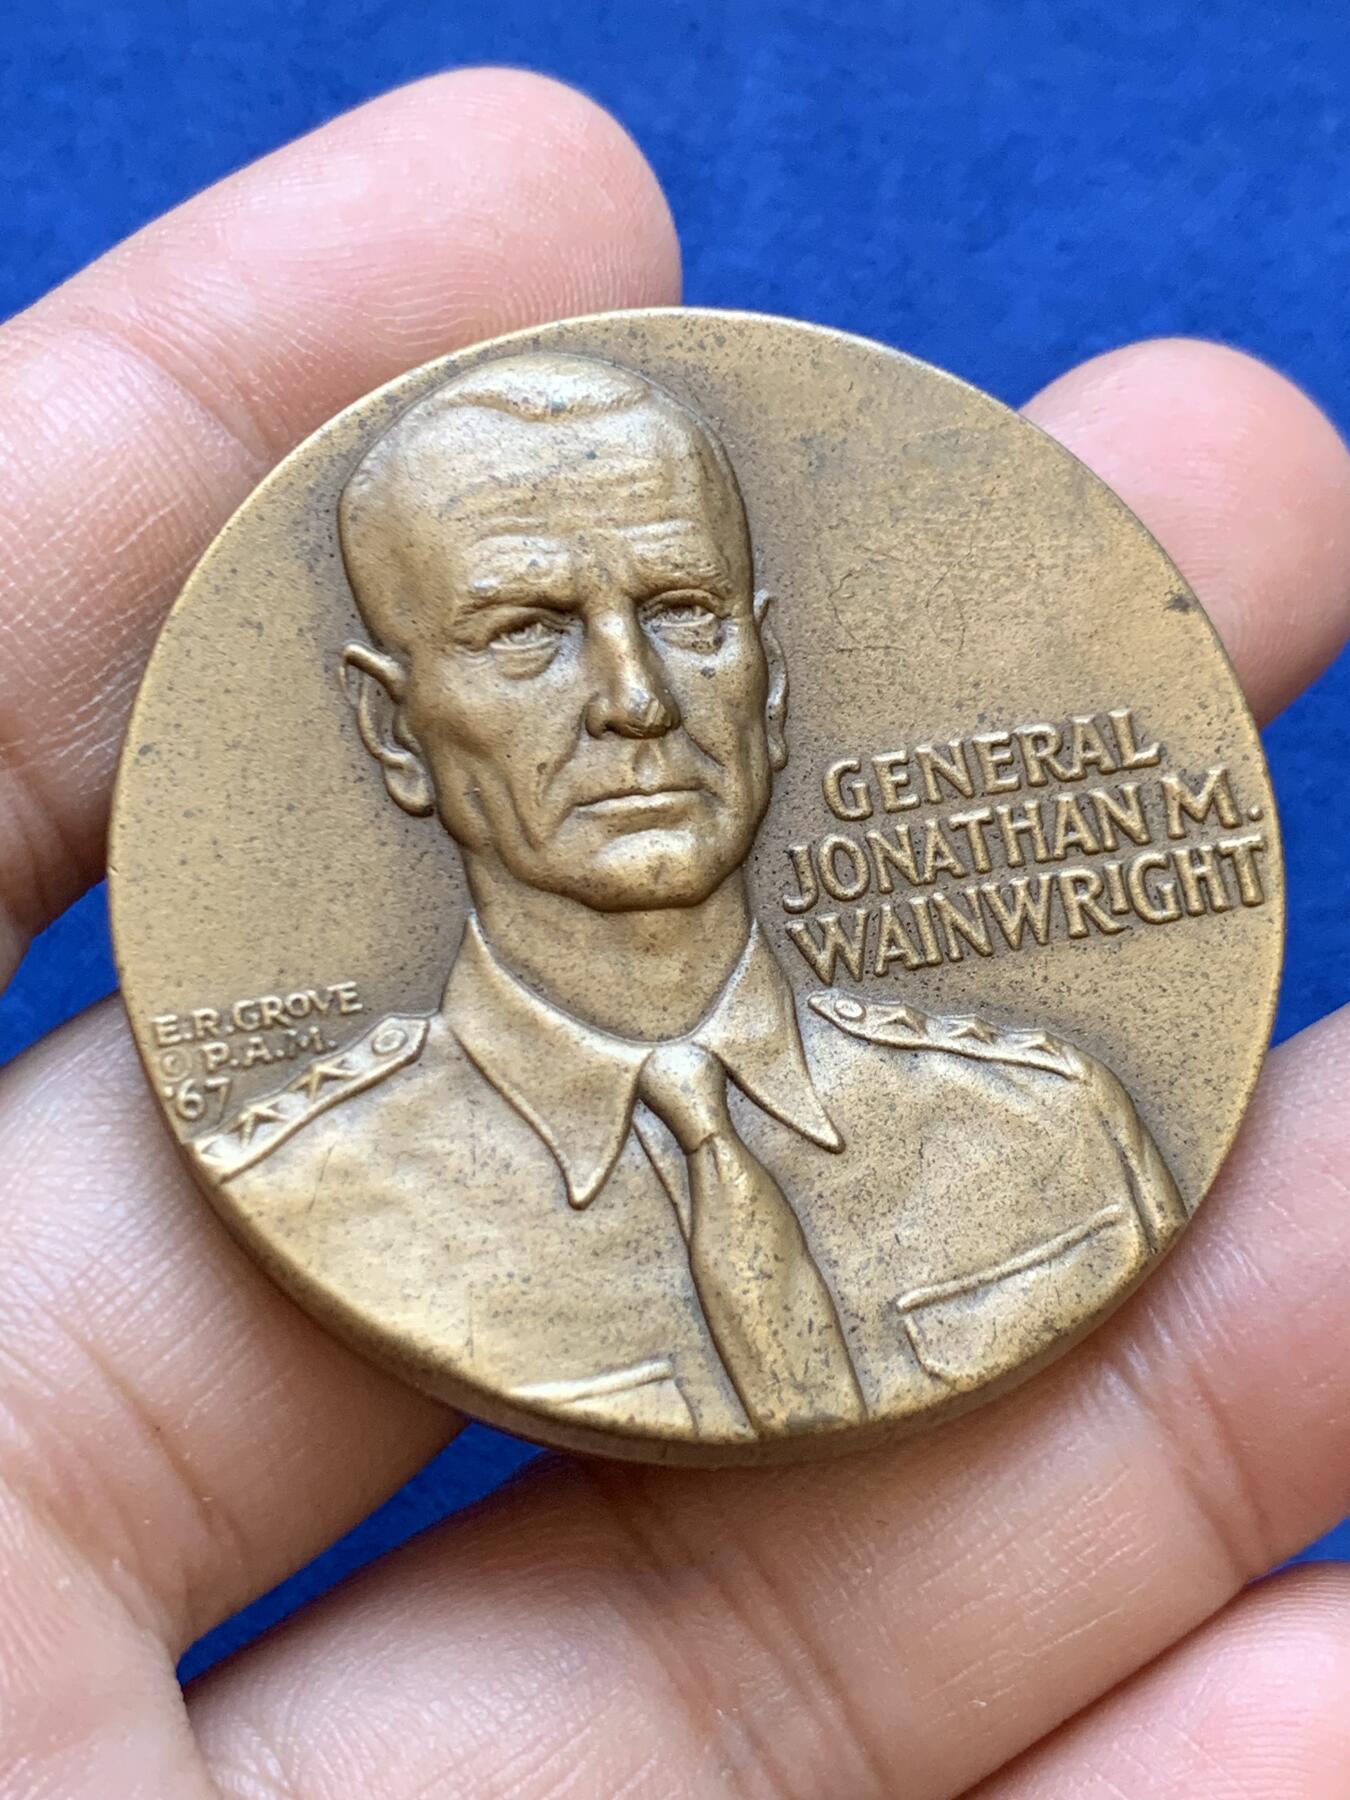 GENERAL
JONATHAN M.
WAINWRIGHT
E.R.GROVE
© P.A.M.
'67